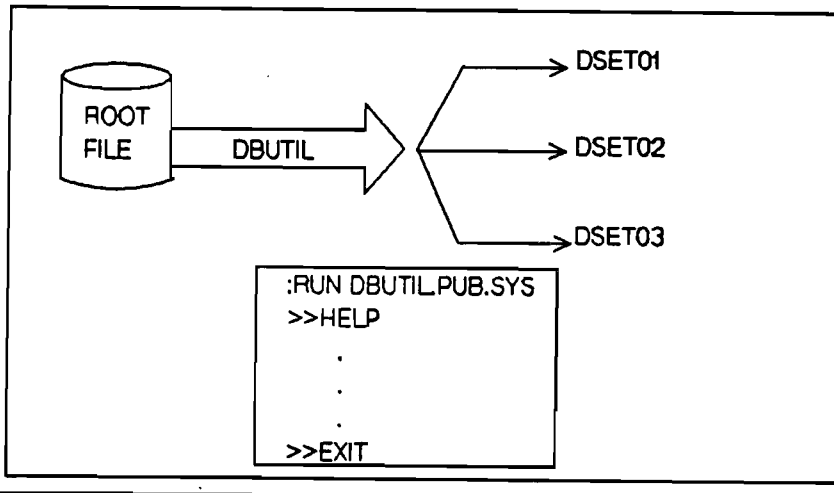 ROOT
FILE
DBUTIL
DSET01
DSET02
DSET03
:RUN DBUTIL.PUB.SYS
>>HELP
.
.
.
>>EXIT